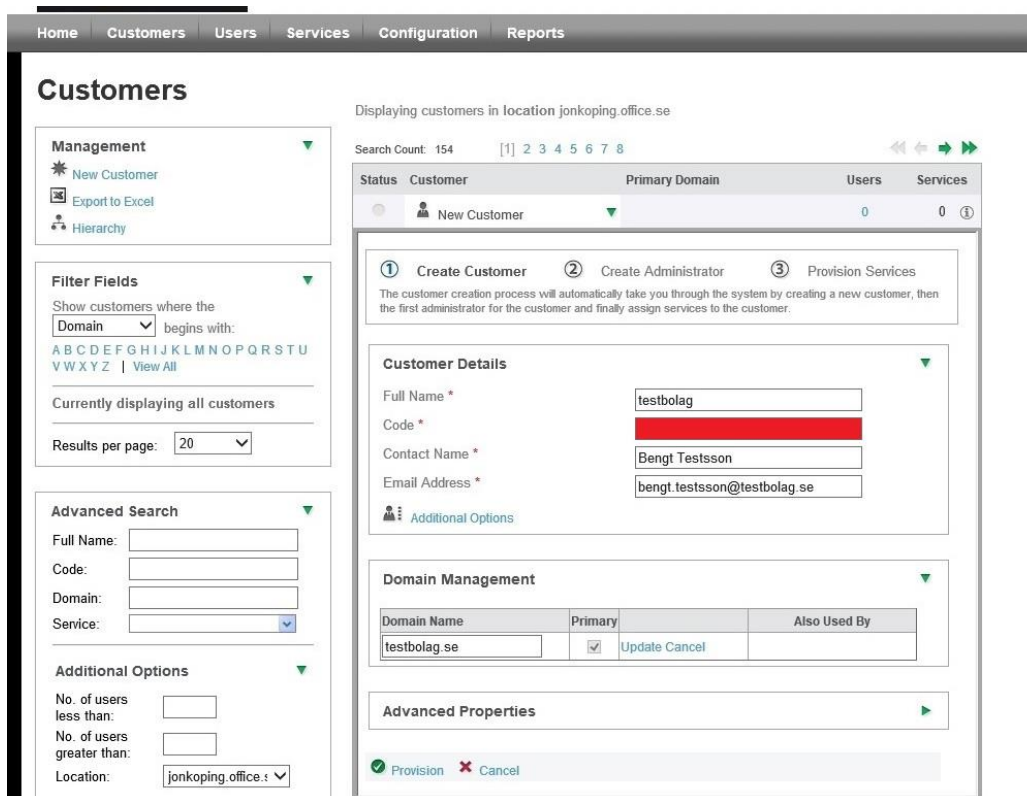 Home Customers Users Services Configuration Reports
Customers
Management
New Customer
Export to Excel
Hierarchy
Filter Fields
Show customers where the
Domain begins with:
A B C D E F G H I J K L M N O P Q R S T U
V W X Y Z | View All
Currently displaying all customers
Results per page: 20
Advanced Search
Full Name:
Code:
Domain:
Service:
Additional Options
No. of users
less than:
No. of users
greater than:
Location: jonkoping.office.s
Displaying customers in location jonkoping.office.se
Search Count: 154 [1] 2 3 4 5 6 7 8
Status Customer Primary Domain Users Services
New Customer 0 0
1 Create Customer 2 Create Administrator 3 Provision Services
The customer creation process will automatically take you through the system by creating a new customer, then
the first administrator for the customer and finally assign services to the customer.
Customer Details
Full Name * testbolag
Code *
Contact Name * Bengt Testsson
Email Address * bengt.testsson@testbolag.se
Additional Options
Domain Management
Domain Name Primary Also Used By
testbolag.se Update Cancel
Advanced Properties
Provision Cancel